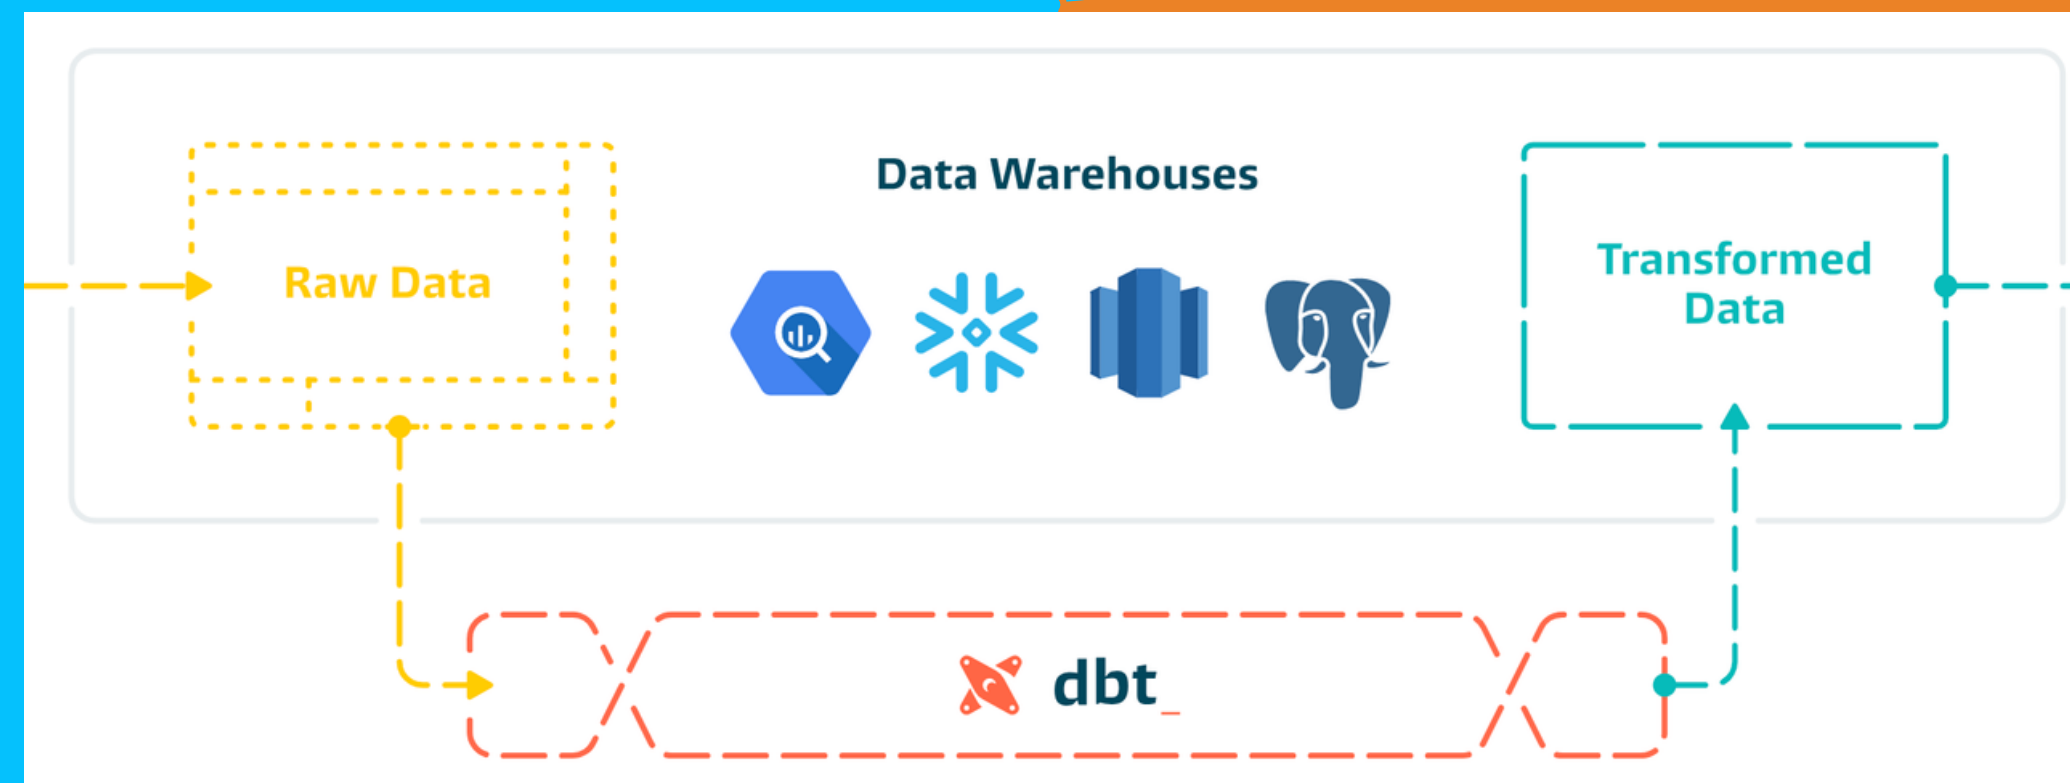 Data Warehouses
Raw Data
Transformed
Data
dbt_